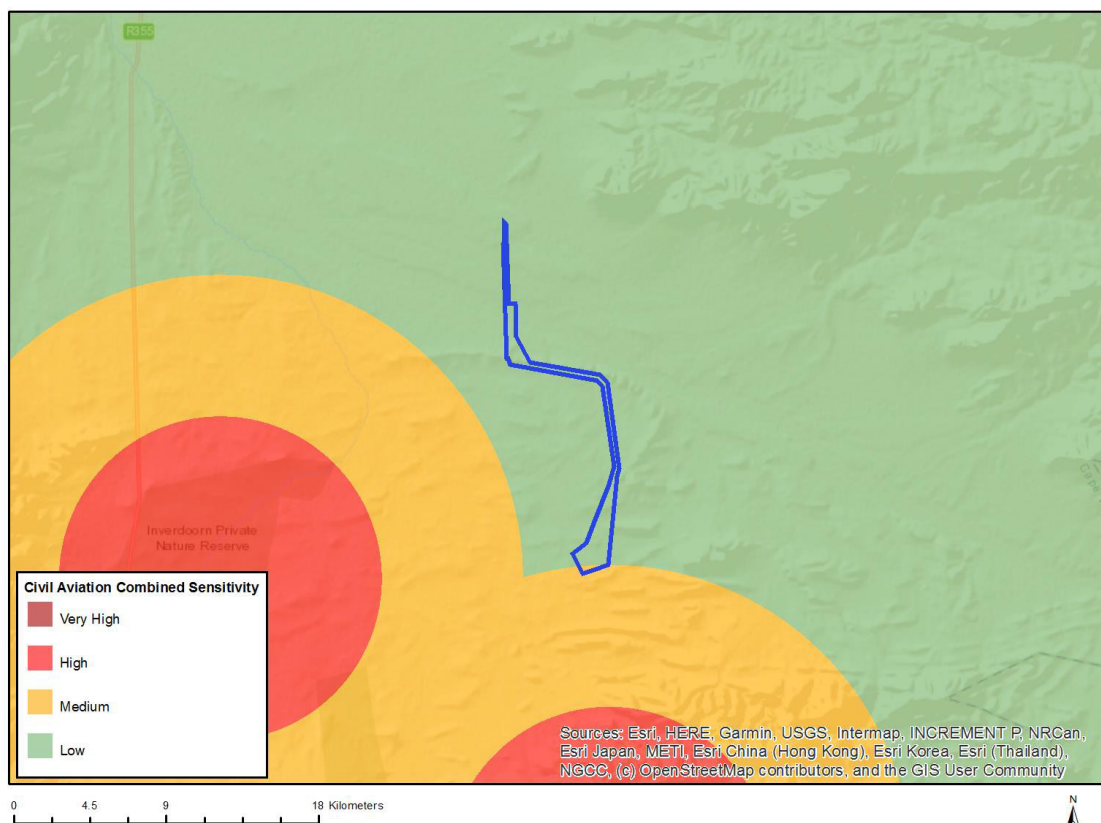 R355
Inverdoorn Private
Nature Reserve
Cape
Civil Aviation Combined Sensitivity
Very High
High
Medium
Low
Sources: Esri, HERE, Garmin, USGS, Intermap, INCREMENT P, NRCan,
Esri Japan, METI, Esri China (Hong Kong), Esri Korea, Esri (Thailand),
NGCC, (c) OpenStreetMap contributors, and the GIS User Community
0 4.5 9 18 Kilometers
N